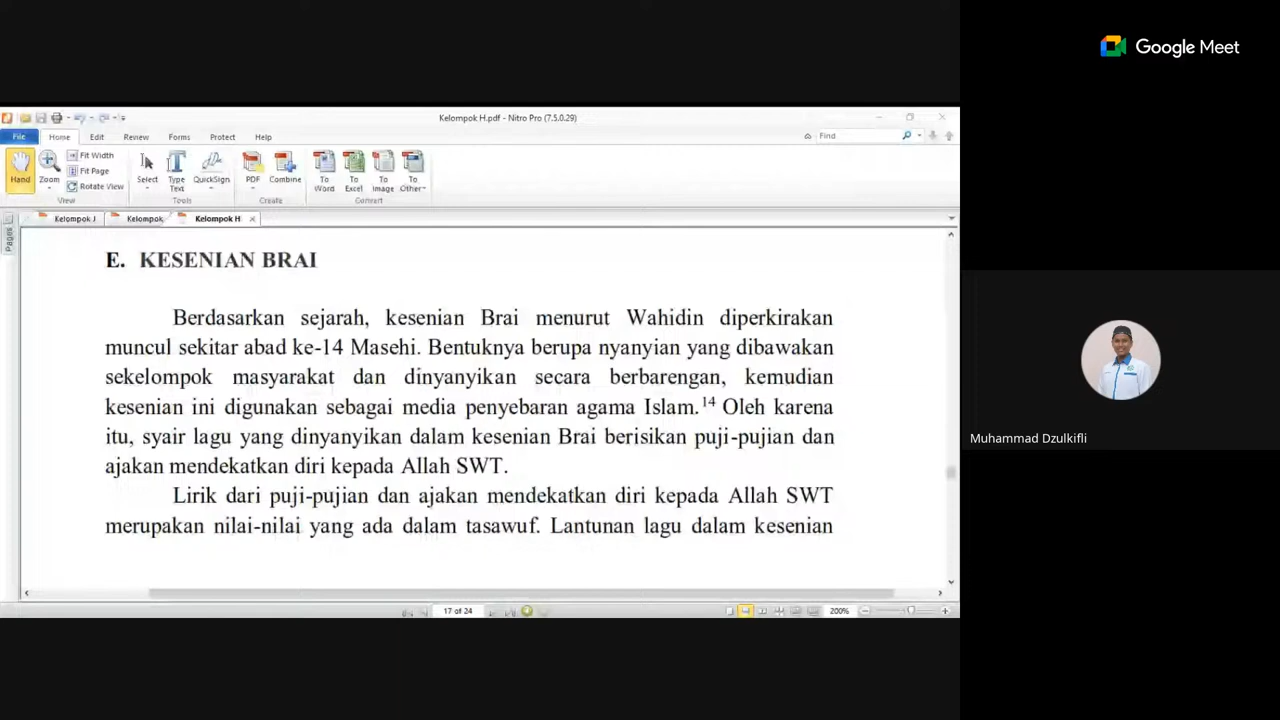 Google Meet
Kelompok H.pdf - Nitro Pro (7.5.0.29)
File Home Edit Review Forms Protect Convert Help
Find
Hand Zoom Fit Width
Fit Page
Rotate View
Select Type Text QuickSign
PDF Combine
To Word To Excel To Image To Other
View Tools Create Convert
Kelompok J Kelompok Kelompok H
Pages
E. KESENIAN BRAI
Berdasarkan sejarah, kesenian Brai menurut Wahidin diperkirakan
muncul sekitar abad ke-14 Masehi. Bentuknya berupa nyanyian yang dibawakan
sekelompok masyarakat dan dinyanyikan secara berbarengan, kemudian
kesenian ini digunakan sebagai media penyebaran agama Islam.14 Oleh karena
itu, syair lagu yang dinyanyikan dalam kesenian Brai berisikan puji-pujian dan
ajakan mendekatkan diri kepada Allah SWT.
Lirik dari puji-pujian dan ajakan mendekatkan diri kepada Allah SWT
merupakan nilai-nilai yang ada dalam tasawuf. Lantunan lagu dalam kesenian
17 of 24
200%
Muhammad Dzulkifli